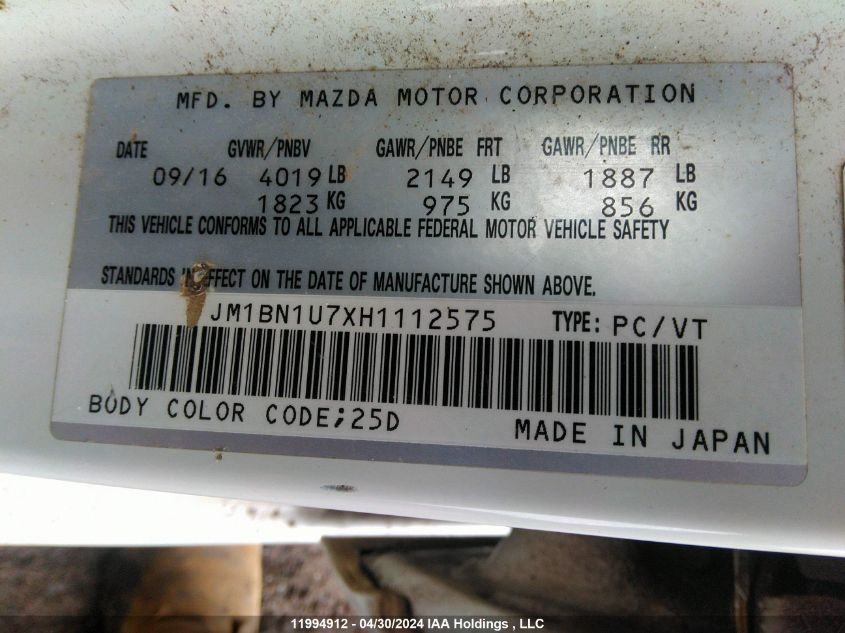 MFD. BY MAZDA MOTOR CORPORATION
DATE GVWR/PNBV GAWR/PNBE FRT GAWR/PNBE RR
09/16 4019 LB 2149 LB 1887 LB
1823 KG 975 KG 856 KG
THIS VEHICLE CONFORMS TO ALL APPLICABLE FEDERAL MOTOR VEHICLE SAFETY
STANDARDS IN EFFECT ON THE DATE OF MANUFACTURE SHOWN ABOVE.
JM1BN1U7XH1112575 TYPE: PC/VT
BODY COLOR CODE;25D
MADE IN JAPAN
11994912 - 04/30/2024 IAA Holdings , LLC